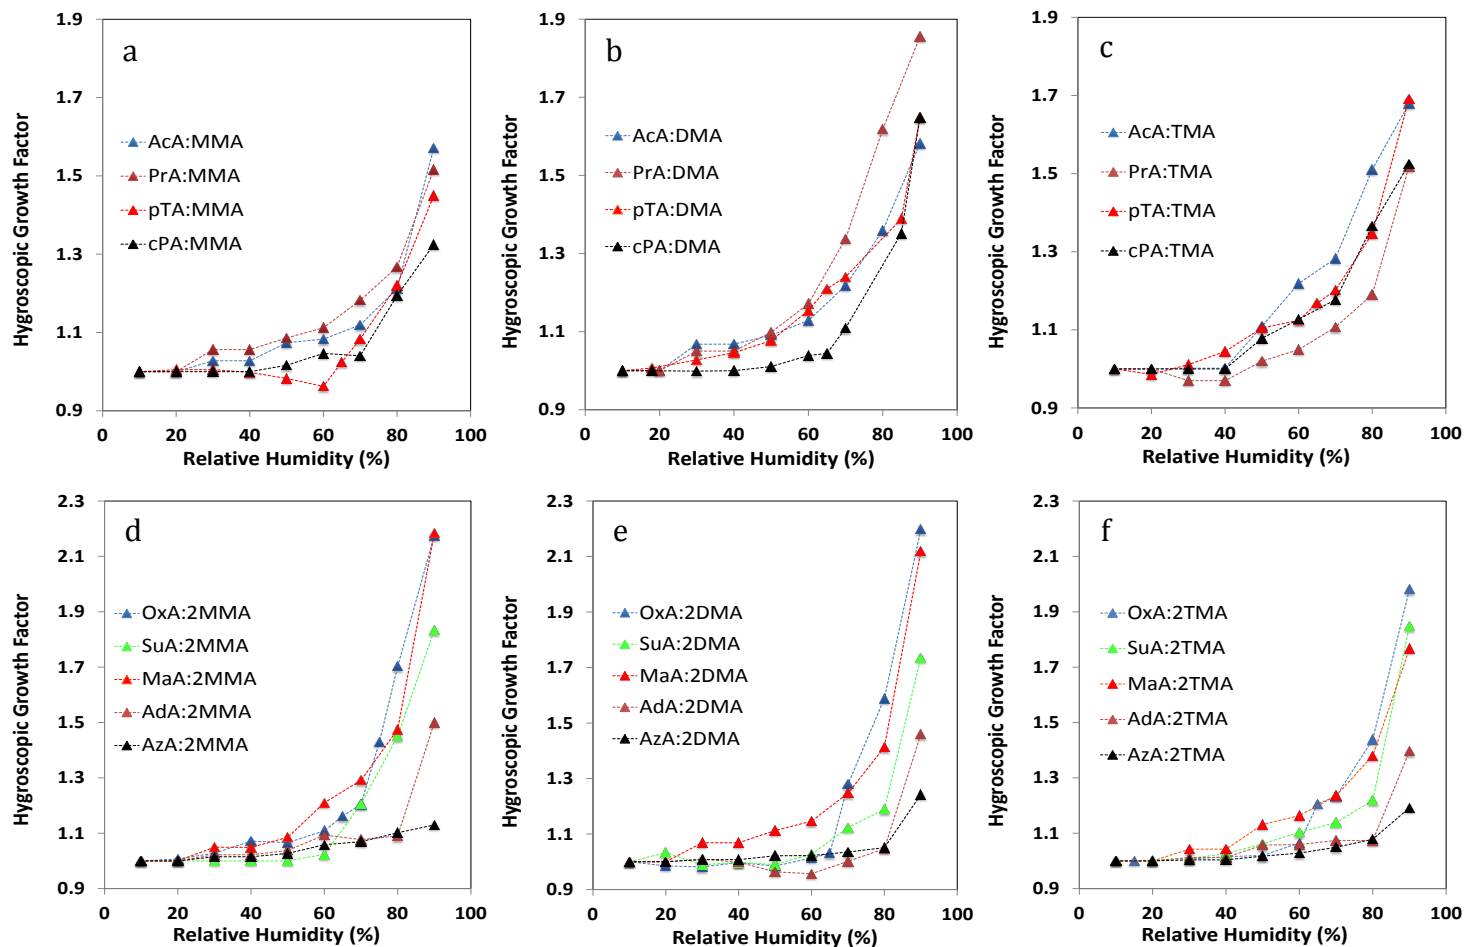 a
1.9
1.7
1.5
1.3
1.1
0.9
Hygroscopic Growth Factor
AcA:MMA
PrA:MMA
pTA:MMA
cPA:MMA
0 20 40 60 80 100
Relative Humidity (%)
b
1.9
1.7
1.5
1.3
1.1
0.9
Hygroscopic Growth Factor
AcA:DMA
PrA:DMA
pTA:DMA
cPA:DMA
0 20 40 60 80 100
Relative Humidity (%)
c
1.9
1.7
1.5
1.3
1.1
0.9
Hygroscopic Growth Factor
AcA:TMA
PrA:TMA
pTA:TMA
cPA:TMA
0 20 40 60 80 100
Relative Humidity (%)
d
2.3
2.1
1.9
1.7
1.5
1.3
1.1
0.9
Hygroscopic Growth Factor
OxA:2MMA
SuA:2MMA
MaA:2MMA
AdA:2MMA
AzA:2MMA
0 20 40 60 80 100
Relative Humidity (%)
e
2.3
2.1
1.9
1.7
1.5
1.3
1.1
0.9
Hygroscopic Growth Factor
OxA:2DMA
SuA:2DMA
MaA:2DMA
AdA:2DMA
AzA:2DMA
0 20 40 60 80 100
Relative Humidity (%)
f
2.3
2.1
1.9
1.7
1.5
1.3
1.1
0.9
Hygroscopic Growth Factor
OxA:2TMA
SuA:2TMA
MaA:2TMA
AdA:2TMA
AzA:2TMA
0 20 40 60 80 100
Relative Humidity (%)